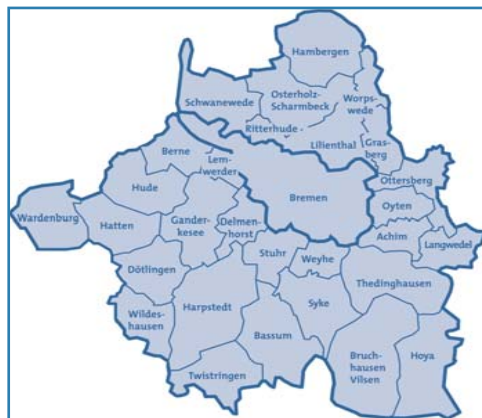 Hambergen
Schwanewede
Osterholz-
Scharmbeck
Worps-
wede
Ritterhude -
Lilienthal
Gras-
berg
Berne
Lem-
werder
Ottersberg
Hude
Bremen
Oyten
Wardenburg
Hatten
Gander-
kesee
Delmen-
horst
Achim
Langwedel
Stuhr
Weyhe
Dötlingen
Thedinghausen
Wildes-
hausen
Harpstedt
Syke
Bassum
Bruch-
hausen
Vilsen
Hoya
Twistringen